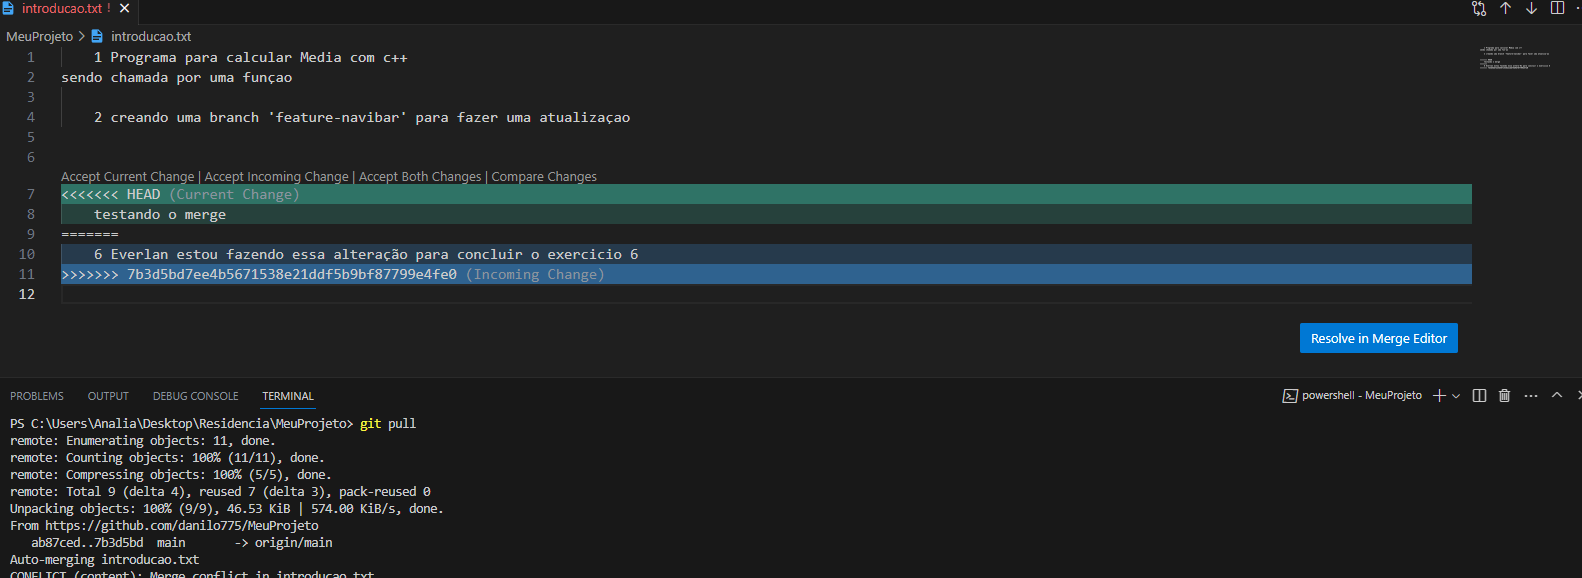 introducao.txt !
MeuProjeto > introducao.txt
1 1 Programa para calcular Media com c++
2 sendo chamada por uma funçao
3
4 2 creando uma branch 'feature-navibar' para fazer uma atualizaçao
5
6
Accept Current Change | Accept Incoming Change | Accept Both Changes | Compare Changes
7 <<<<<<< HEAD (Current Change)
8 testando o merge
9 =======
10 6 Everlan estou fazendo essa alteração para concluir o exercicio 6
11 >>>>>>> 7b3d5bd7ee4b5671538e21ddf5b9bf87799e4fe0 (Incoming Change)
12
Resolve in Merge Editor
PROBLEMS OUTPUT DEBUG CONSOLE TERMINAL powershell - MeuProjeto
PS C:\Users\Analia\Desktop\Residencia\MeuProjeto> git pull
remote: Enumerating objects: 11, done.
remote: Counting objects: 100% (11/11), done.
remote: Compressing objects: 100% (5/5), done.
remote: Total 9 (delta 4), reused 7 (delta 3), pack-reused 0
Unpacking objects: 100% (9/9), 46.53 KiB | 574.00 KiB/s, done.
From https://github.com/danilo775/MeuProjeto
ab87ced..7b3d5bd main -> origin/main
Auto-merging introducao.txt
CONFLICT (content): Merge conflict in introducao.txt